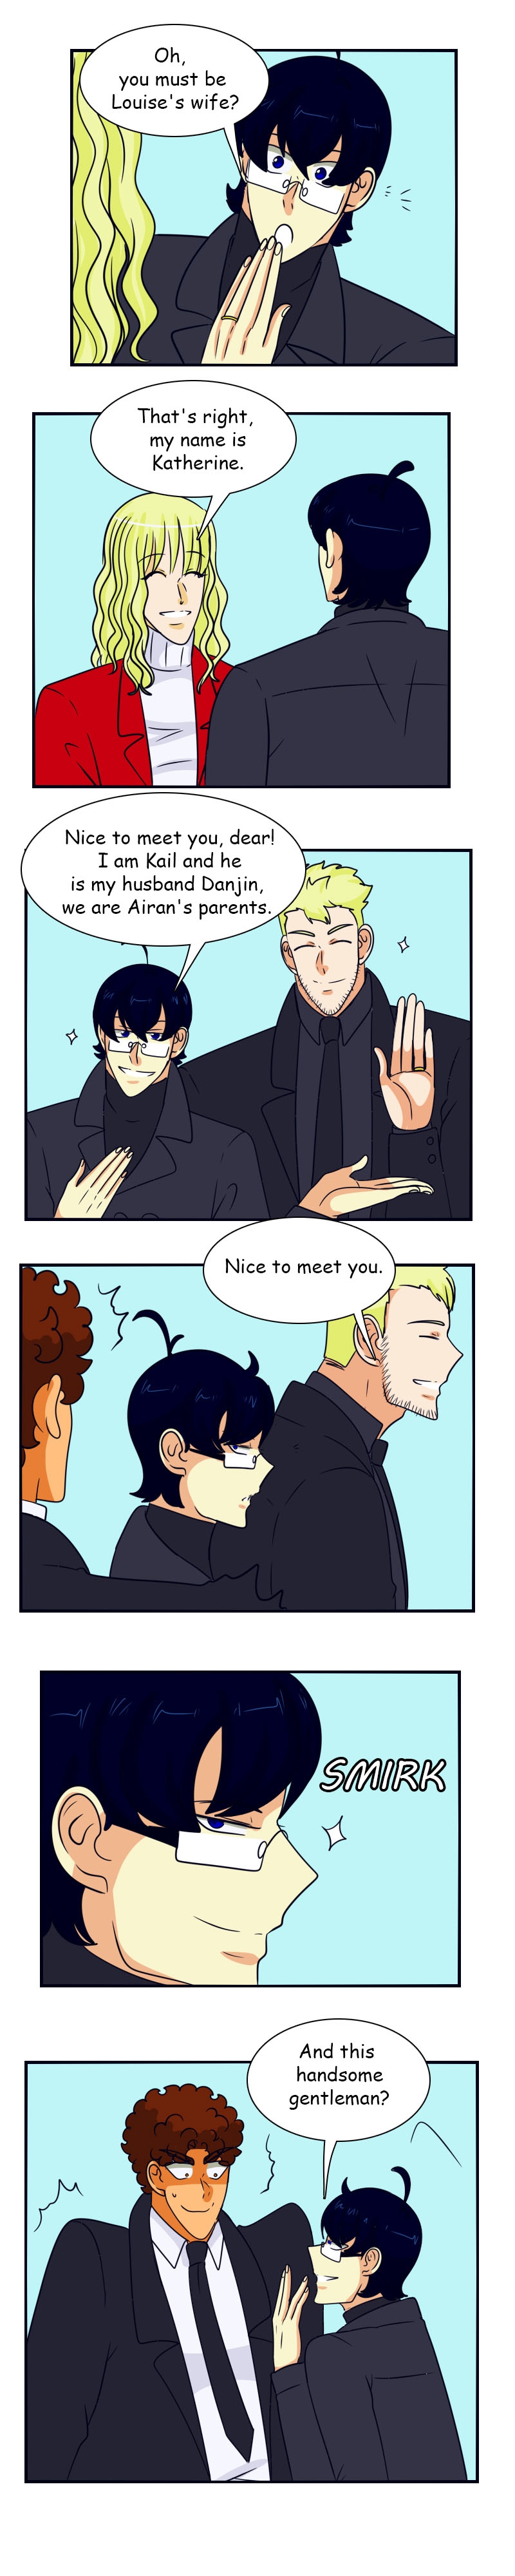 Oh,
you must be
Louise's wife?
That's right,
my name is
Katherine.
Nice to meet you, dear!
I am Kail and he
is my husband Danjin,
we are Airan's parents.
Nice to meet you.
SMIRK
And this
handsome
gentleman?